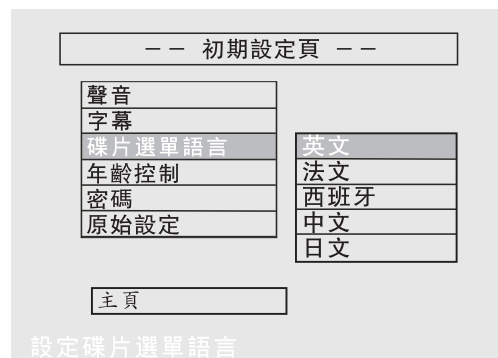 －－ 初期設定頁 －－
聲音
字幕
碟片選單語言
年齡控制
密碼
原始設定
英文
法文
西班牙
中文
日文
主頁
設定碟片選單語言